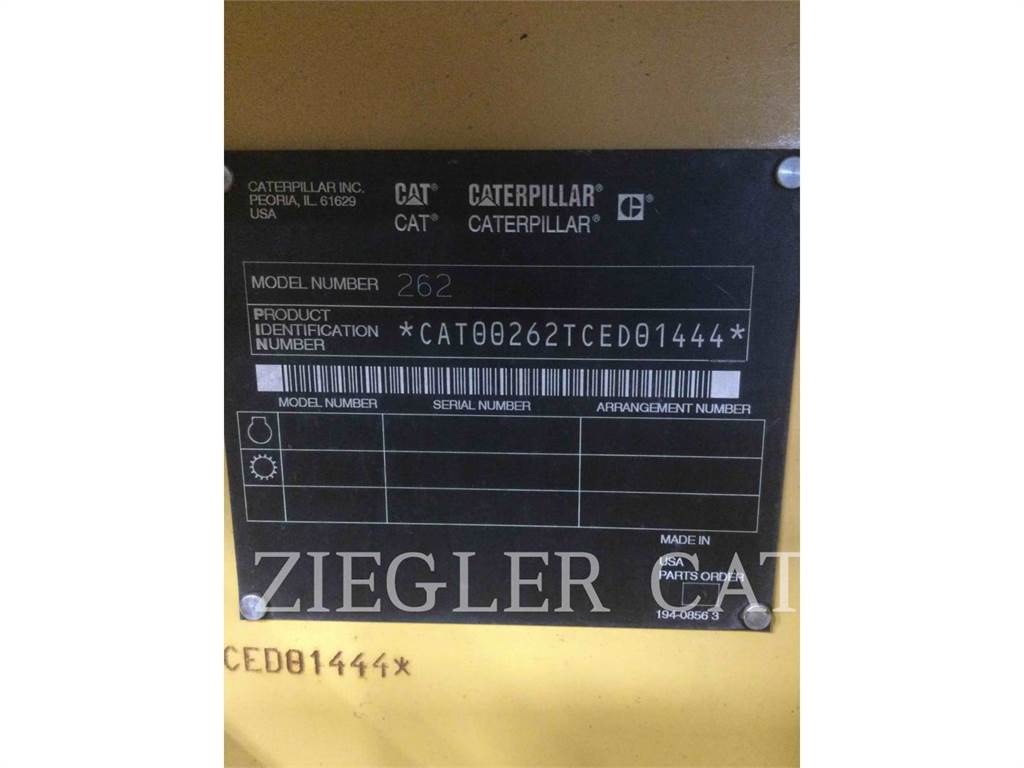 CATERPILLAR INC.
PEORIA, IL. 61629
USA
CAT® CATERPILLAR® C®
CAT® CATERPILLAR®
MODEL NUMBER 262
PRODUCT
IDENTIFICATION
NUMBER
*CAT00262TCED01444*
MODEL NUMBER SERIAL NUMBER ARRANGEMENT NUMBER
MADE IN
USA
PARTS ORDER
194-0856 3
ZIEGLER CAT
CED01444*